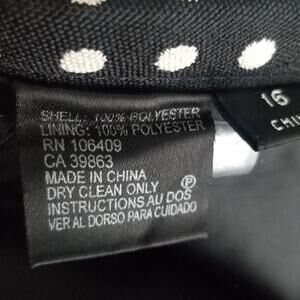 SHELL: 100% POLYESTER
LINING: 100% POLYESTER
RN 106409
CA 39863
MADE IN CHINA
DRY CLEAN ONLY
INSTRUCTIONS AU DOS
VER AL DORSO PARA CUIDADO
16
CHI